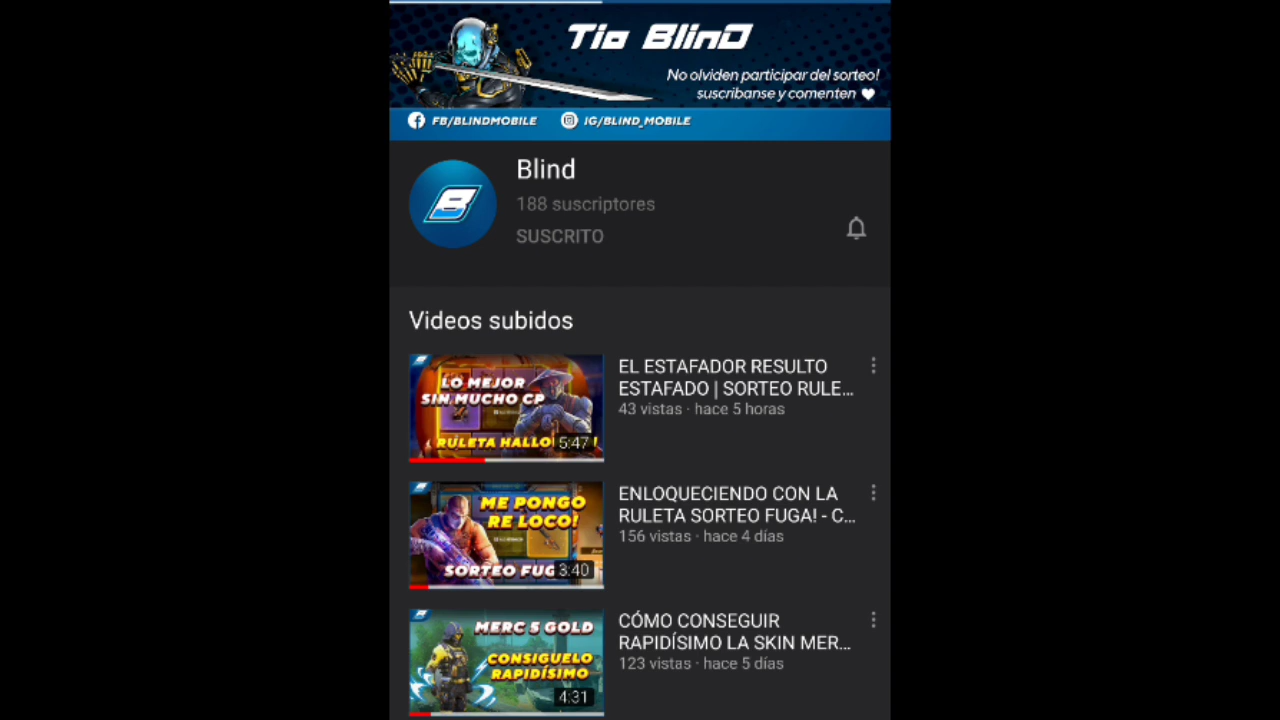 Tio BlinD
No olviden participar del sorteo!
suscribanse y comenten
FB/BLINDMOBILE
IG/BLIND_MOBILE
B
Blind
188 suscriptores
SUSCRITO
Videos subidos
LO MEJOR
SIN MUCHO CP
RULETA HALLO
5:47
EL ESTAFADOR RESULTO
ESTAFADO | SORTEO RULE...
43 vistas · hace 5 horas
ME PONGO
RE LOCO!
SORTEO FUG
3:40
ENLOQUECIENDO CON LA
RULETA SORTEO FUGA! - C...
156 vistas · hace 4 días
MERC 5 GOLD
CONSIGUELO
RAPIDÍSIMO
4:31
CÓMO CONSEGUIR
RAPIDÍSIMO LA SKIN MER...
123 vistas · hace 5 días